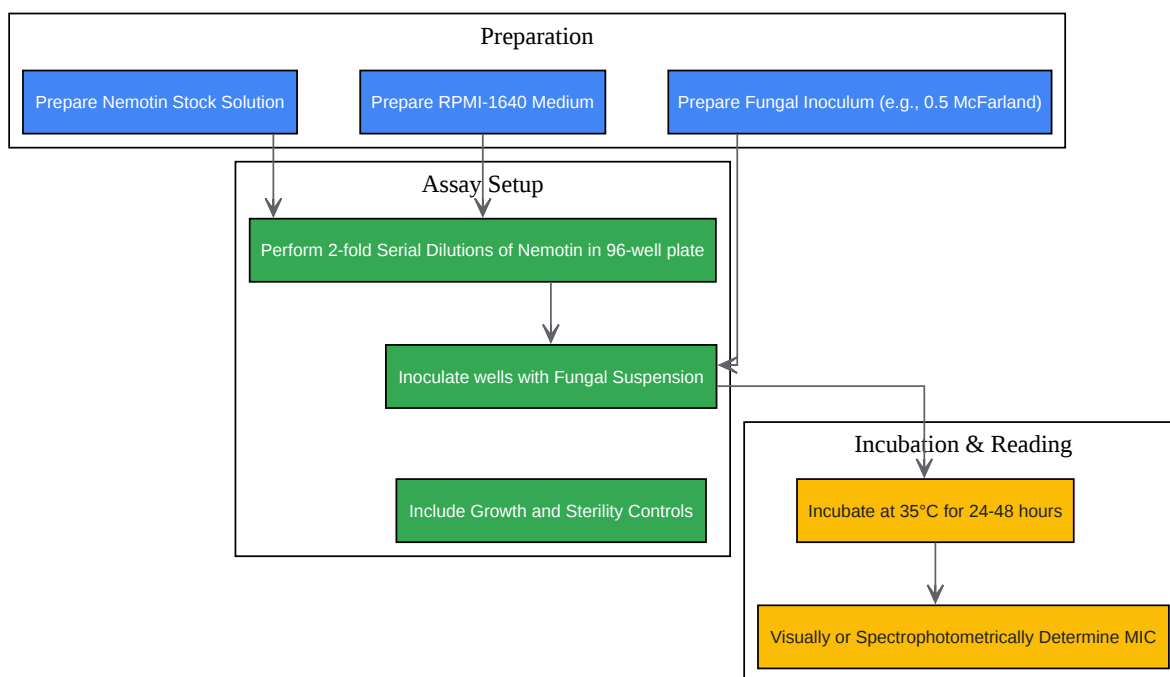 Preparation
Prepare Nemotin Stock Solution
Prepare RPMI-1640 Medium
Prepare Fungal Inoculum (e.g., 0.5 McFarland)
Assay Setup
Perform 2-fold Serial Dilutions of Nemotin in 96-well plate
Inoculate wells with Fungal Suspension
Include Growth and Sterility Controls
Incubation & Reading
Incubate at 35°C for 24-48 hours
Visually or Spectrophotometrically Determine MIC